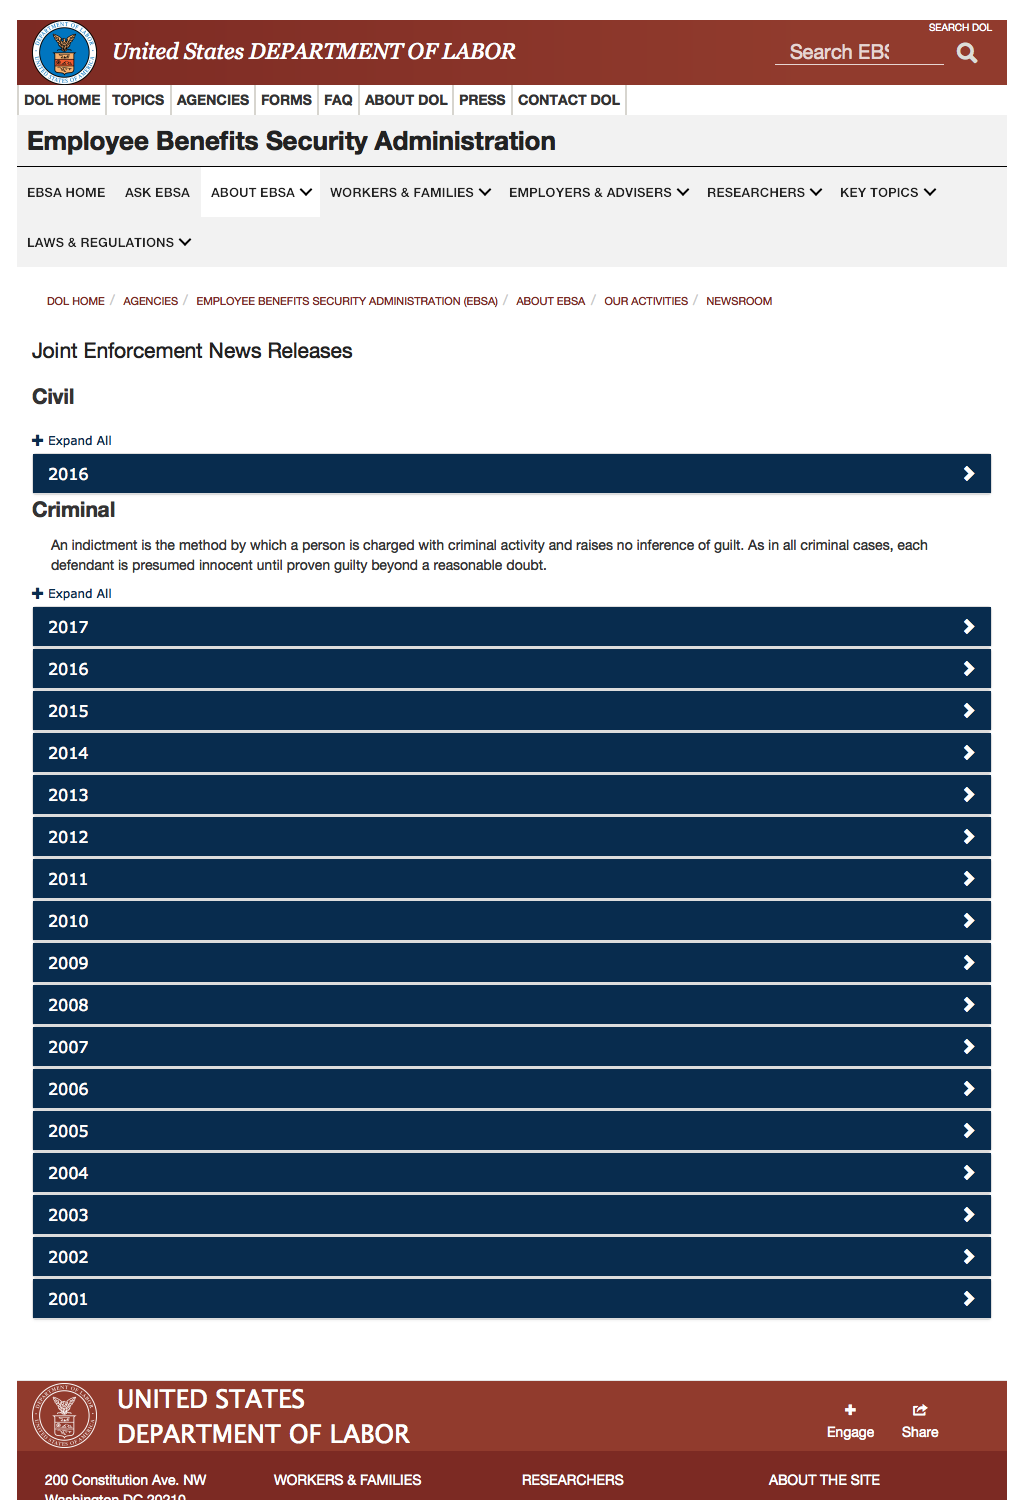 SEARCH DOL
United States DEPARTMENT OF LABOR
Search EBS
DOL HOME TOPICS AGENCIES FORMS FAQ ABOUT DOL PRESS CONTACT DOL
Employee Benefits Security Administration
EBSA HOME ASK EBSA ABOUT EBSA WORKERS & FAMILIES EMPLOYERS & ADVISERS RESEARCHERS KEY TOPICS
LAWS & REGULATIONS
DOL HOME / AGENCIES / EMPLOYEE BENEFITS SECURITY ADMINISTRATION (EBSA) / ABOUT EBSA / OUR ACTIVITIES / NEWSROOM
Joint Enforcement News Releases
Civil
Expand All
2016
Criminal
An indictment is the method by which a person is charged with criminal activity and raises no inference of guilt. As in all criminal cases, each
defendant is presumed innocent until proven guilty beyond a reasonable doubt.
Expand All
2017
2016
2015
2014
2013
2012
2011
2010
2009
2008
2007
2006
2005
2004
2003
2002
2001
UNITED STATES
DEPARTMENT OF LABOR
Engage Share
200 Constitution Ave. NW WORKERS & FAMILIES RESEARCHERS ABOUT THE SITE
Washington DC 20210